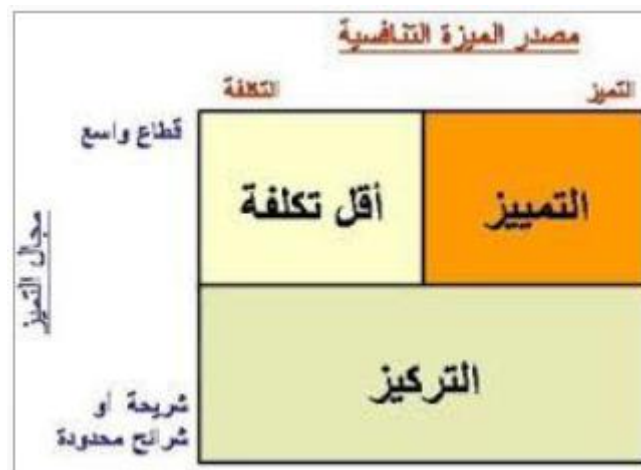 مصدر الميزة التنافسية
التميز
التكلفة
قطاع واسع
التمييز
أقل تكلفة
مجال التميز
التركيز
شريحة أو
شرائح محدودة